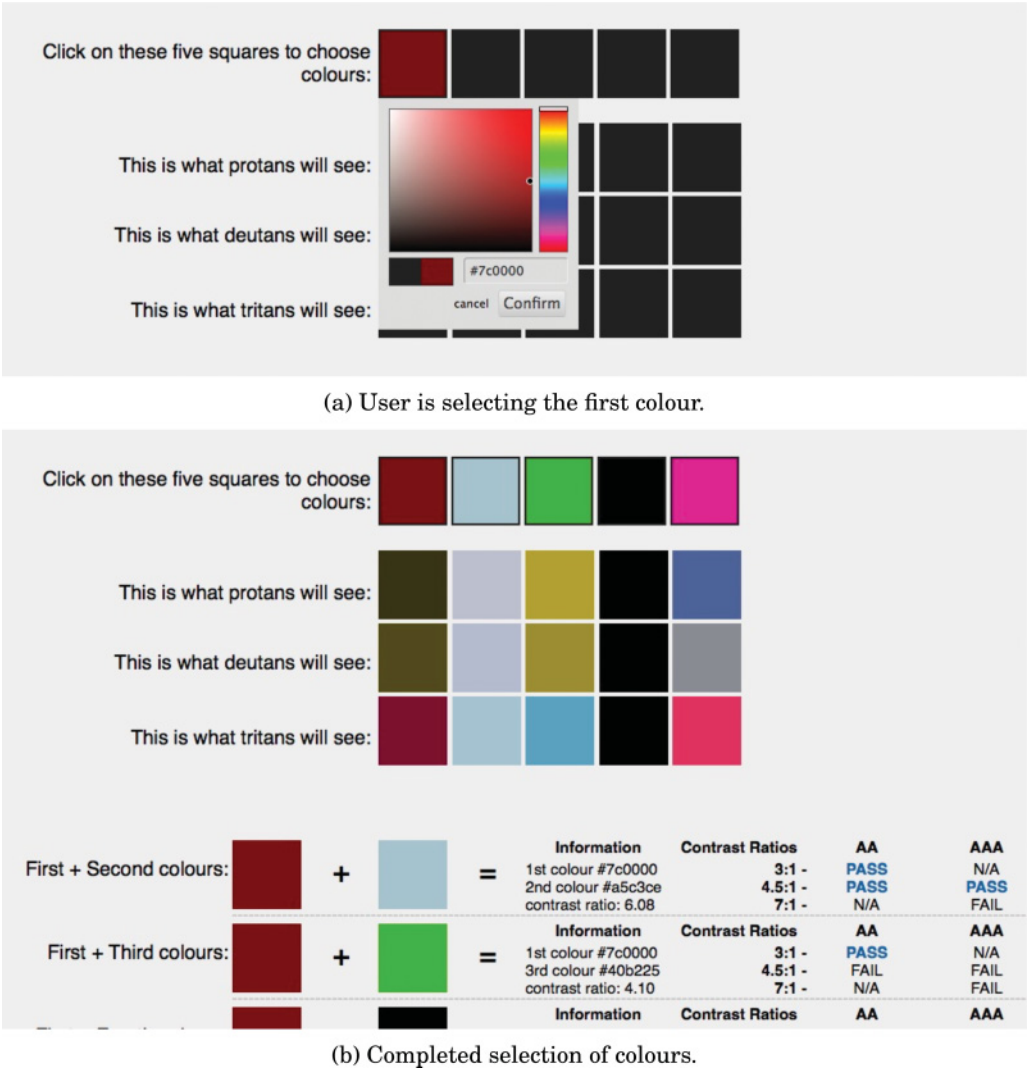 Click on these five squares to choose
colours:
This is what protans will see:
This is what deutans will see:
#7c0000
cancel Confirm
This is what tritans will see:
(a) User is selecting the first colour.
Click on these five squares to choose
colours:
This is what protans will see:
This is what deutans will see:
This is what tritans will see:
Information Contrast Ratios AA AAA
First + Second colours: + = 1st colour #7c0000 3:1 - PASS N/A
2nd colour #a5c3ce 4.5:1 - PASS PASS
contrast ratio: 6.08 7:1 - N/A FAIL
Information Contrast Ratios AA AAA
First + Third colours: + = 1st colour #7c0000 3:1 - PASS N/A
3rd colour #40b225 4.5:1 - FAIL FAIL
contrast ratio: 4.10 7:1 - N/A FAIL
Information Contrast Ratios AA AAA
(b) Completed selection of colours.